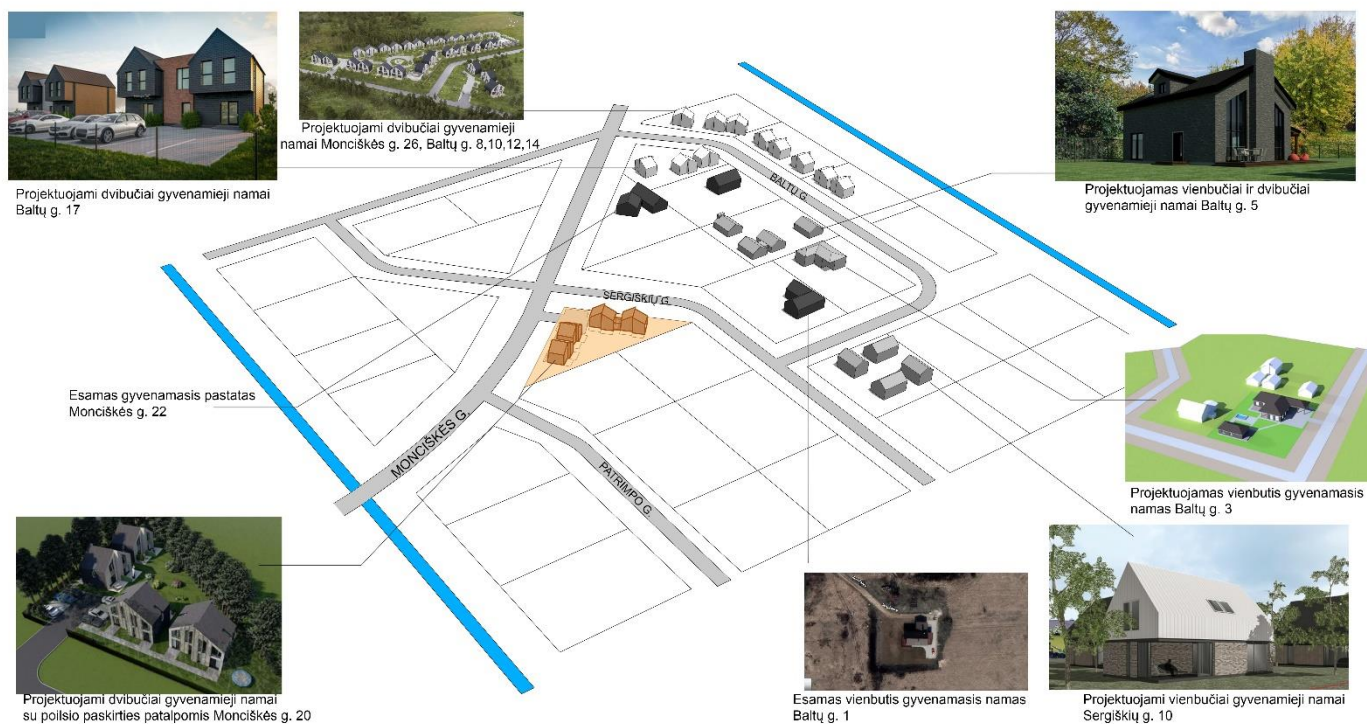 Projektuojami dvibučiai gyvenamieji
namai Monciškės g. 26, Baltų g. 8,10,12,14
Projektuojami dvibučiai gyvenamieji namai
Baltų g. 17
Projektuojamas vienbučiai ir dvibučiai
gyvenamieji namai Baltų g. 5
BALTŲ G.
SERGIŠKIŲ G.
Esamas gyvenamasis pastatas
Monciškės g. 22
MONCIŠKĖS G.
PATRIMPO G.
Projektuojamas vienbutis gyvenamasis
namas Baltų g. 3
Projektuojami dvibučiai gyvenamieji namai
su poilsio paskirties patalpomis Monciškės g. 20
Esamas vienbutis gyvenamasis namas
Baltų g. 1
Projektuojami vienbučiai gyvenamieji namai
Sergiškių g. 10